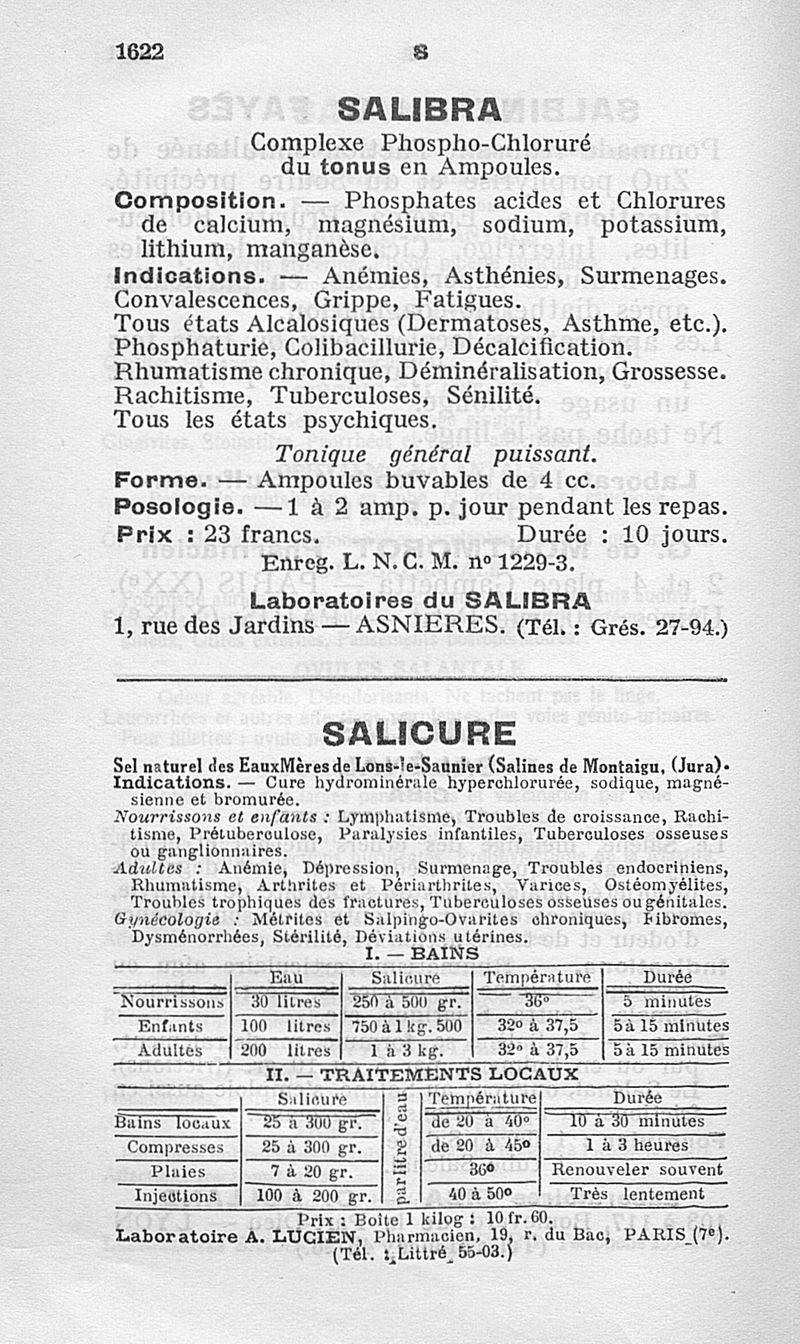 1622
S
SALIBRA
Complexe Phospho-Chloruré
du tonus en Ampoules.
Composition. — Phosphates acides et Chlorures
de calcium, magnésium, sodium, potassium,
lithium, manganèse.
Indications. — Anémies, Asthénies, Surmenages.
Convalescences, Grippe, Fatigues.
Tous états Alcalosiques (Dermatoses, Asthme, etc.).
Phosphaturie, Colibacillurie, Décalcification.
Rhumatisme chronique, Déminéralisation, Grossesse.
Rachitisme, Tuberculoses, Sénilité.
Tous les états psychiques.
Tonique général puissant.
Forme. — Ampoules buvables de 4 cc.
Posologie. — 1 à 2 amp. p. jour pendant les repas.
Prix : 23 francs. Durée : 10 jours.
Enreg. L. N. C. M. nº 1229-3.
Laboratoires du SALIBRA
1, rue des Jardins — ASNIERES. (Tél. : Grés. 27-94.)
SALICURE
Sel naturel des Eaux Mères de Lons-le-Saunier (Salines de Montaigu, (Jura).
Indications. — Cure hydrominérale hyperchlorurée, sodique, magné-
sienne et bromurée.
Nourrissons et enfants : Lymphatisme, Troubles de croissance, Rachi-
tisme, Prétuberculose, Paralysies infantiles, Tuberculoses osseuses
ou ganglionnaires.
Adultes : Anémie, Dépression, Surmenage, Troubles endocriniens,
Rhumatisme, Arthrites et Périarthrites, Varices, Ostéomyélites,
Troubles trophiques des fractures, Tuberculoses osseuses ou génitales.
Gynécologie : Métrites et Salpingo-Ovarites chroniques, Fibromes,
Dysménorrhées, Stérilité, Déviations utérines.
I. — BAINS
Eau Salicure Température Durée
Nourrissons 30 litres 250 à 500 gr. 36º 5 minutes
Enfants 100 litres 750 à 1 kg. 500 32º à 37,5 5 à 15 minutes
Adultes 200 litres 1 à 3 kg. 32º à 37,5 5 à 15 minutes
II. — TRAITEMENTS LOCAUX
Salicure par litre d'eau Température Durée
Bains locaux 25 à 300 gr. de 20 à 40º 10 à 30 minutes
Compresses 25 à 300 gr. de 20 à 45º 1 à 3 heures
Plaies 7 à 20 gr. 36º Renouveler souvent
Injections 100 à 200 gr. 40 à 50º Très lentement
Prix : Boîte 1 kilog : 10 fr. 60.
Laboratoire A. LUCIEN, Pharmacien, 19, r. du Bac, PARIS (7e).
(Tél. : Littré 55-03.)